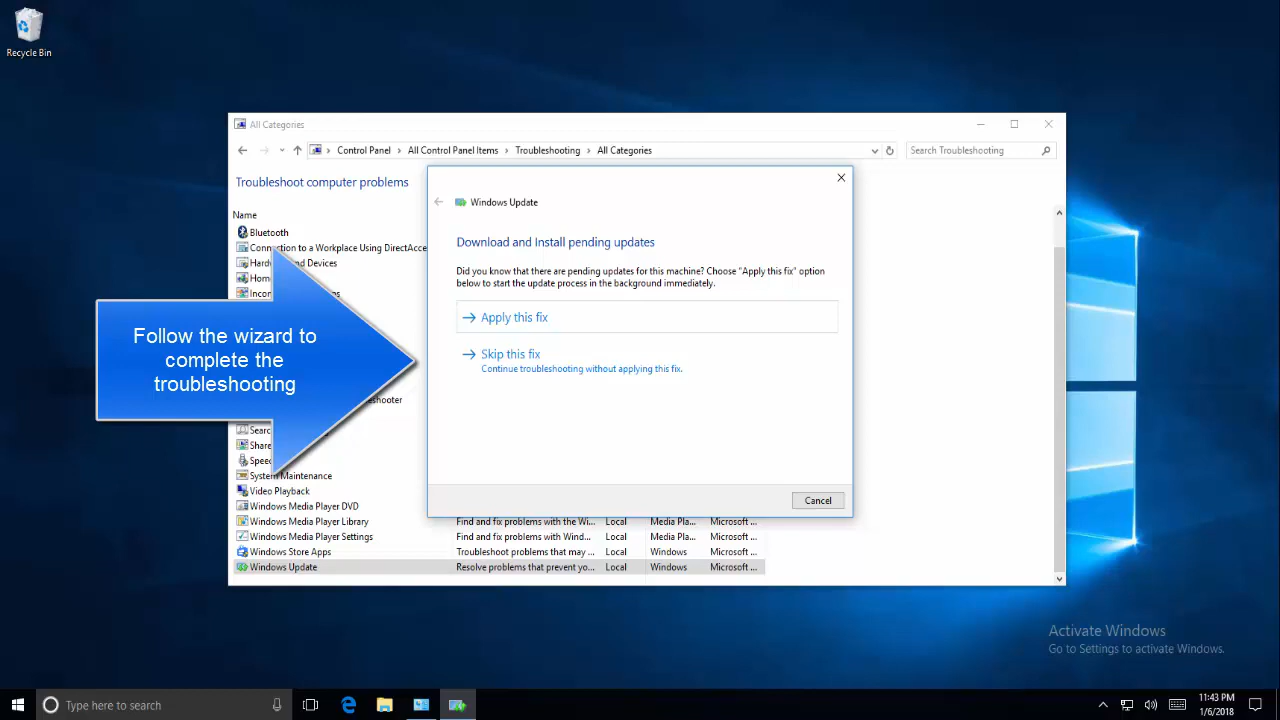 Recycle Bin
All Categories
Control Panel > All Control Panel Items > Troubleshooting > All Categories
Search Troubleshooting
Troubleshoot computer problems
Name
Bluetooth
Connection to a Workplace Using DirectAcce
Windows Update
Download and Install pending updates
Did you know that there are pending updates for this machine? Choose "Apply this fix" option
below to start the update process in the background immediately.
Apply this fix
Skip this fix
Continue troubleshooting without applying this fix.
Cancel
Follow the wizard to
complete the
troubleshooting
System Maintenance
Video Playback
Windows Media Player DVD
Windows Media Player Library Find and fix problems with the Wi... Local Media Pla... Microsoft ...
Windows Media Player Settings Find and fix problems with Wind... Local Media Pla... Microsoft ...
Windows Store Apps Troubleshoot problems that may ... Local Windows Microsoft ...
Windows Update Resolve problems that prevent yo... Local Windows Microsoft ...
Activate Windows
Go to Settings to activate Windows.
Type here to search
11:43 PM
1/6/2018